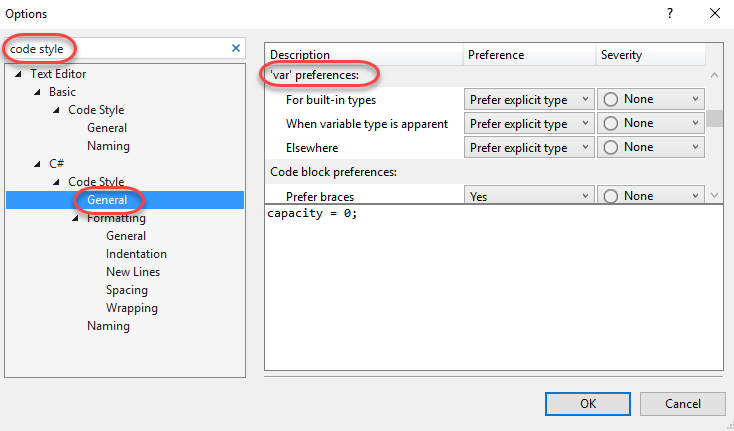 Options
code style
Text Editor
Basic
Code Style
General
Naming
C#
Code Style
General
Formatting
General
Indentation
New Lines
Spacing
Wrapping
Naming
Description Preference Severity
'var' preferences:
For built-in types Prefer explicit type None
When variable type is apparent Prefer explicit type None
Elsewhere Prefer explicit type None
Code block preferences:
Prefer braces Yes None
capacity = 0;
OK Cancel